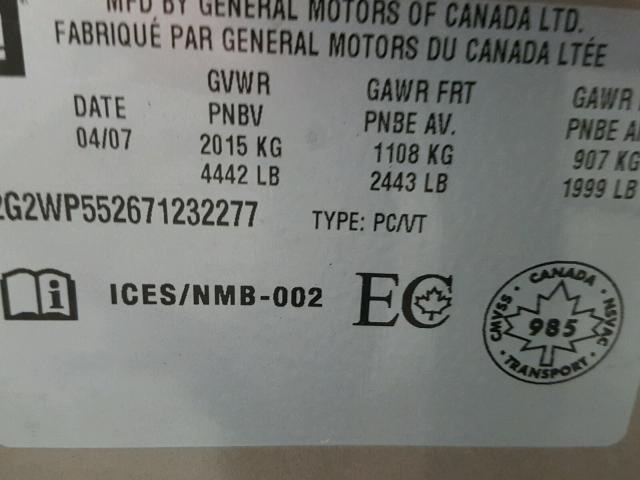 MFD BY GENERAL MOTORS OF CANADA LTD.
FABRIQUÉ PAR GENERAL MOTORS DU CANADA LTÉE
DATE
04/07
GVWR
PNBV
2015 KG
4442 LB
GAWR FRT
PNBE AV.
1108 KG
2443 LB
GAWR
PNBE
907 KG
1999 LB
2G2WP552671232277
TYPE: PC/VT
i
ICES/NMB-002
EC
CANADA
CMVSS
985
NSVAC
TRANSPORT